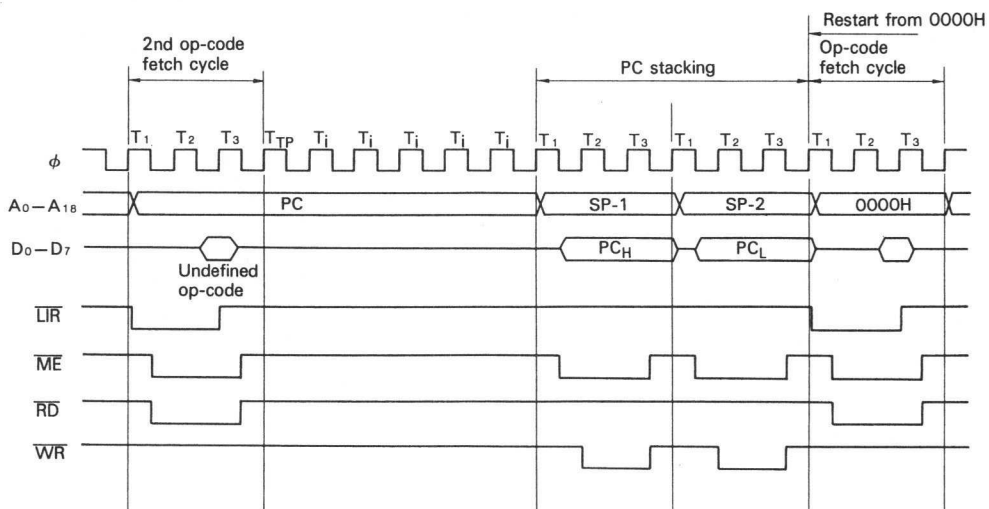 Restart from 0000H
2nd op-code
fetch cycle
PC stacking
Op-code
fetch cycle
T1 T2 T3 TTP Ti Ti Ti Ti Ti T1 T2 T3 T1 T2 T3 T1 T2 T3
φ
A0–A18 PC SP-1 SP-2 0000H
D0–D7 PCH PCL
Undefined
op-code
LIR
ME
RD
WR